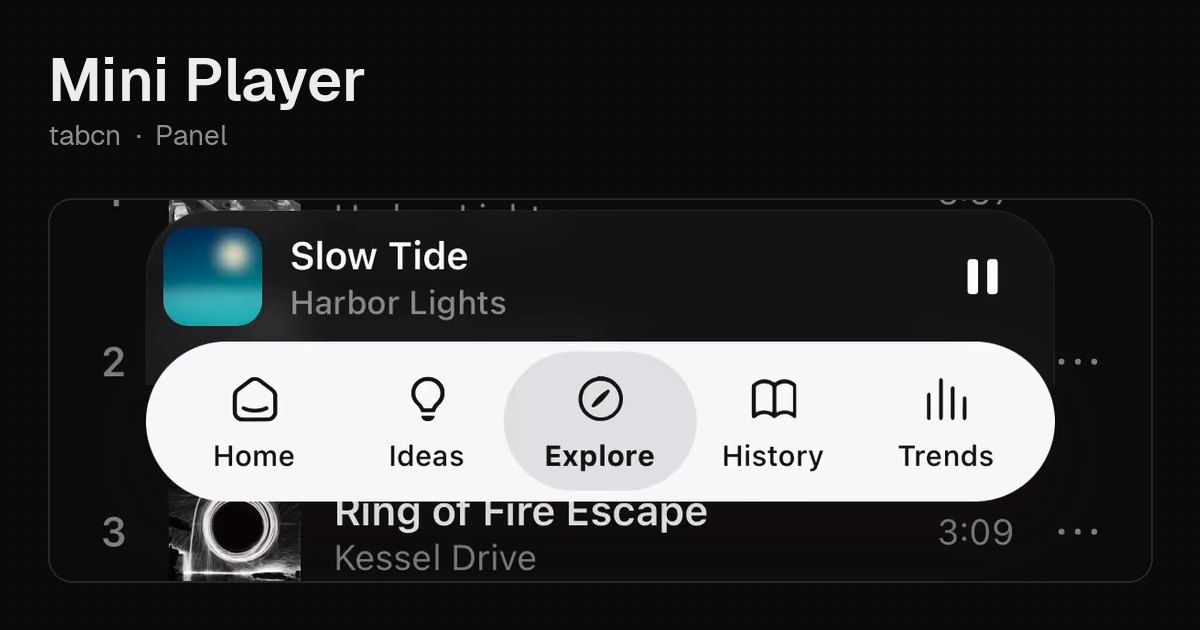 Mini Player
tabcn · Panel
Slow Tide
Harbor Lights
2
Home
Ideas
Explore
History
Trends
3
Ring of Fire Escape
3:09
Kessel Drive